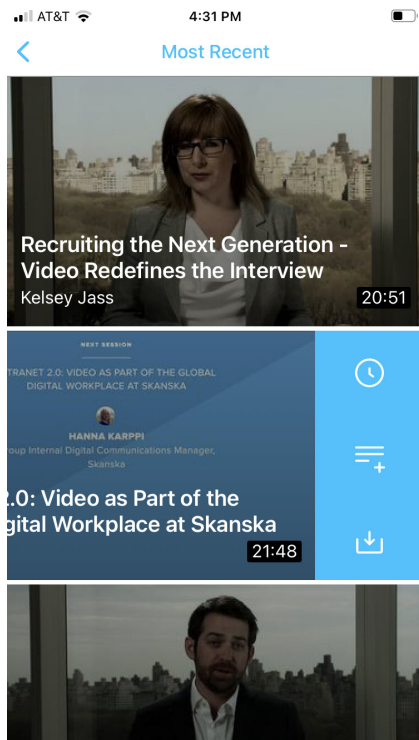 AT&T
4:31 PM
Most Recent
Recruiting the Next Generation -
Video Redefines the Interview
Kelsey Jass
20:51
NEXT SESSION
TRANET 2.0: VIDEO AS PART OF THE GLOBAL
DIGITAL WORKPLACE AT SKANSKA
HANNA KARPPI
oup Internal Digital Communications Manager,
Skanska
2.0: Video as Part of the
gital Workplace at Skanska
21:48